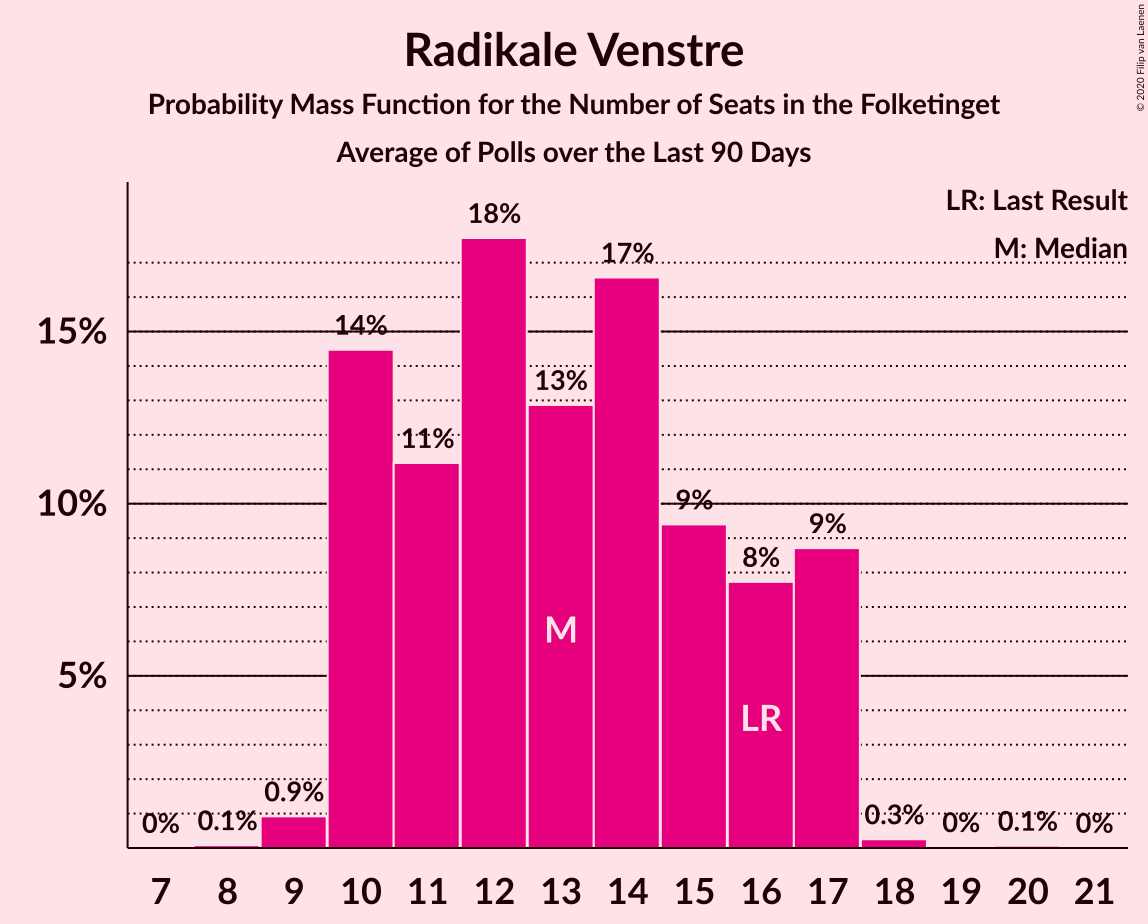 Radikale Venstre
Probability Mass Function for the Number of Seats in the Folketinget
Average of Polls over the Last 90 Days
© 2020 Filip van Laenen
LR: Last Result
M: Median
15%
10%
5%
0%
0.1%
0.9%
14%
11%
18%
13%
17%
9%
8%
9%
0.3%
0%
0.1%
0%
M
LR
7 8 9 10 11 12 13 14 15 16 17 18 19 20 21